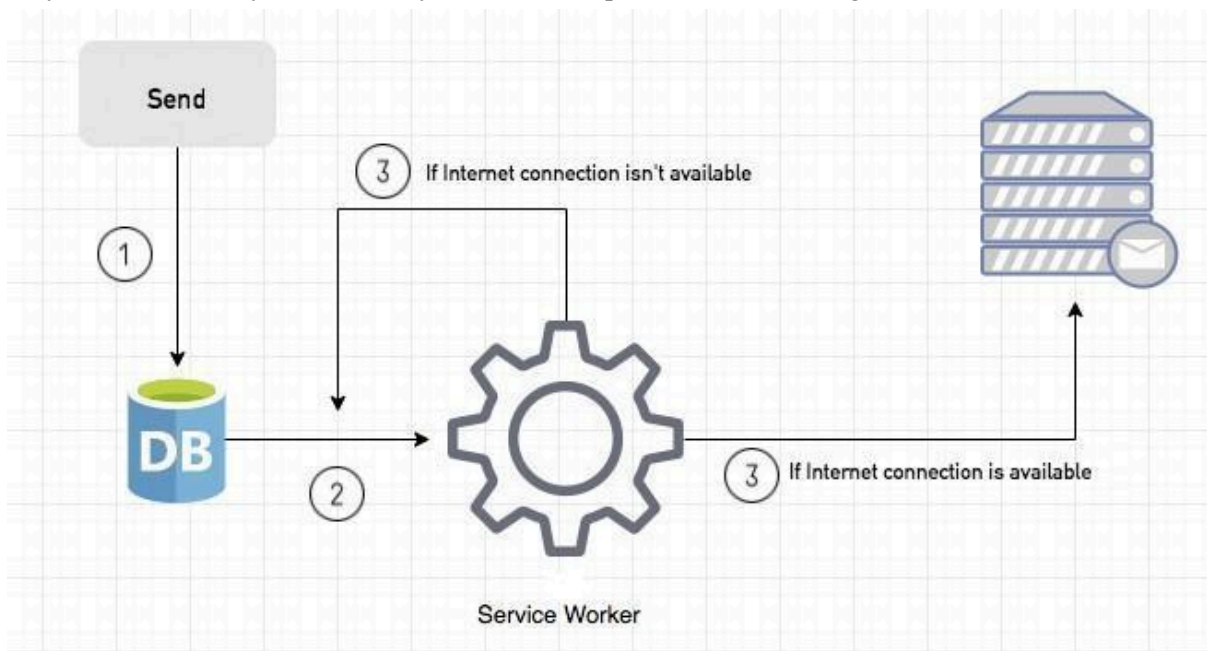 Send
3
If Internet connection isn't available
1
DB
2
3
If Internet connection is available
Service Worker